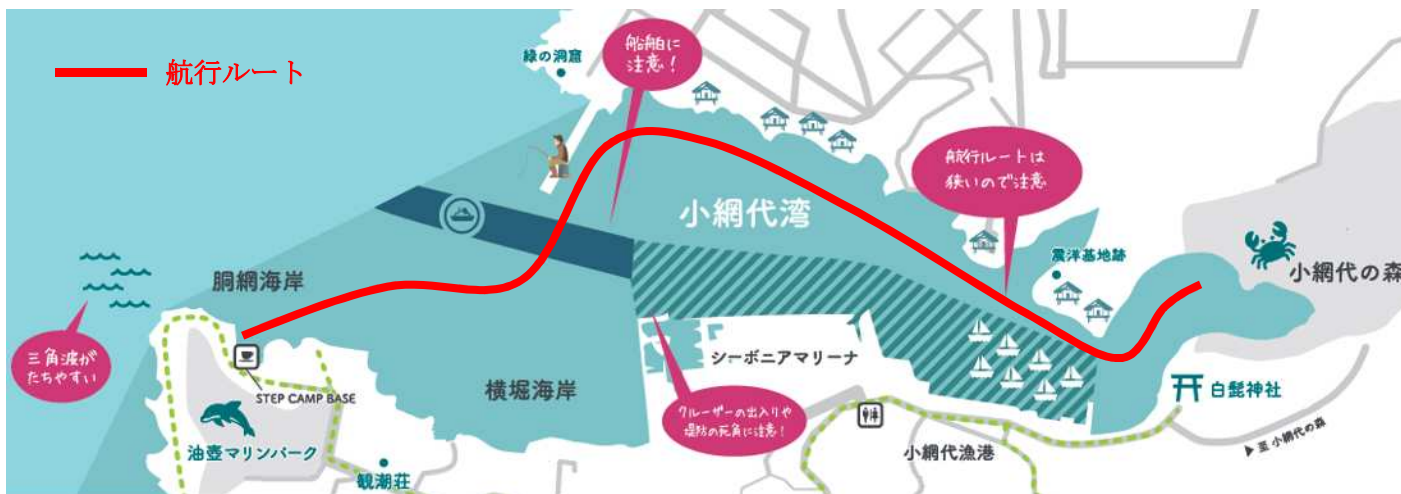 航行ルート
緑の洞窟
船舶に
注意!
航行ルートは
狭いので注意
小網代湾
震洋基地跡
小網代の森
胴網海岸
三角波が
たちやすい
STEP CAMP BASE
横堀海岸
シーボニアマリーナ
クルーザーの出入りや
堤防の死角に注意!
白髭神社
油壺マリンパーク
観潮荘
小網代漁港
▶至 小網代の森